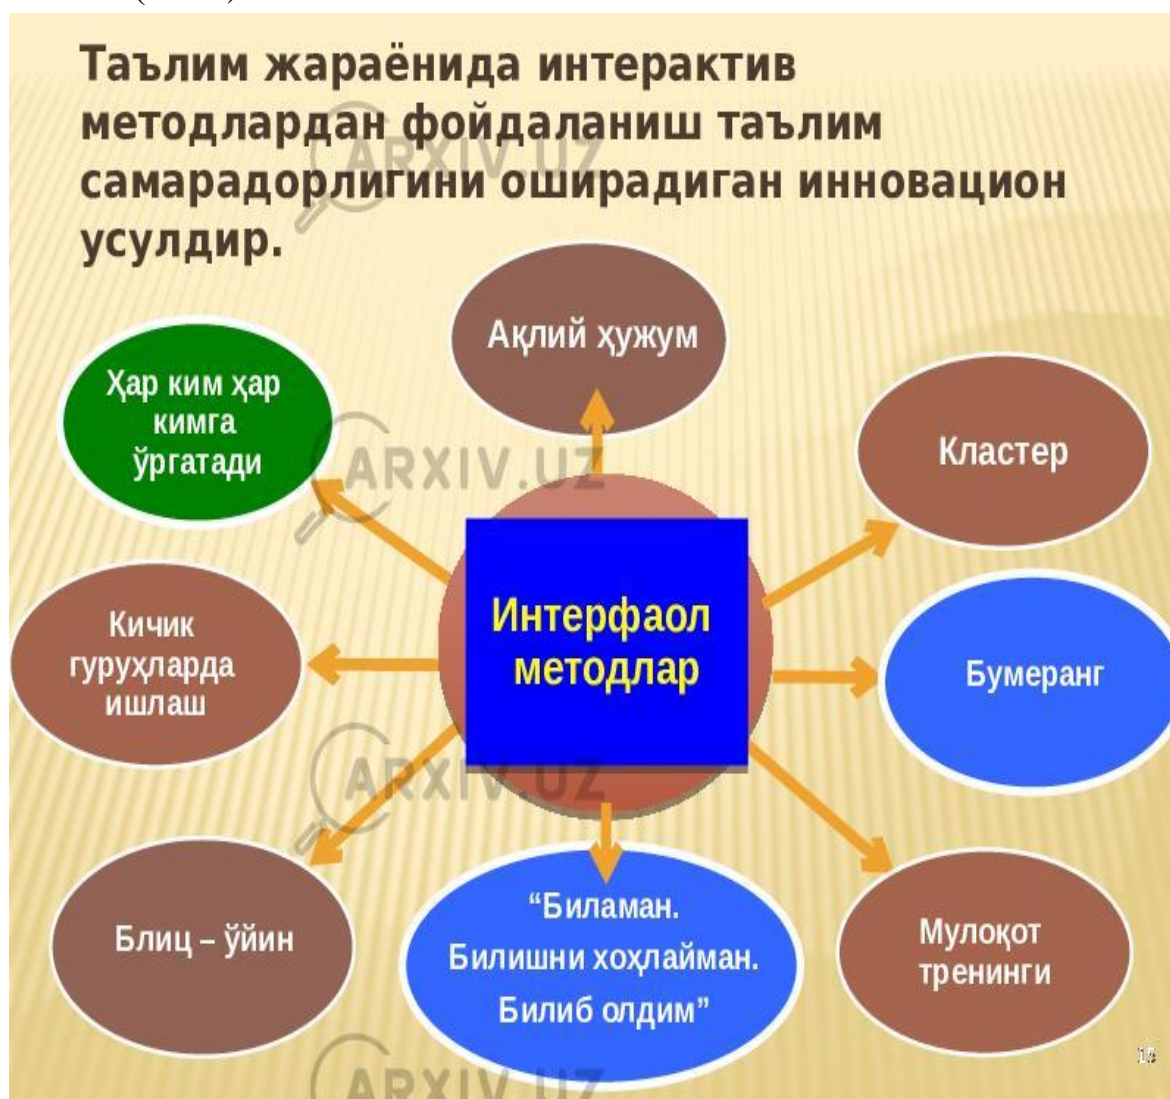 Таълим жараёнида интерактив
методлардан фойдаланиш таълим
самарадорлигини оширадиган инновацион
усулдир.
Ақлий ҳужум
Ҳар ким ҳар
кимга
ўргатади
Кластер
Интерфаол
методлар
Кичик
гуруҳларда
ишлаш
Бумеранг
Блиц – ўйин
“Биламан.
Билишни хоҳлайман.
Билиб олдим”
Мулоқот
тренинги
ARXIV.UZ
ARXIV.UZ
ARXIV.UZ
ARXIV.UZ